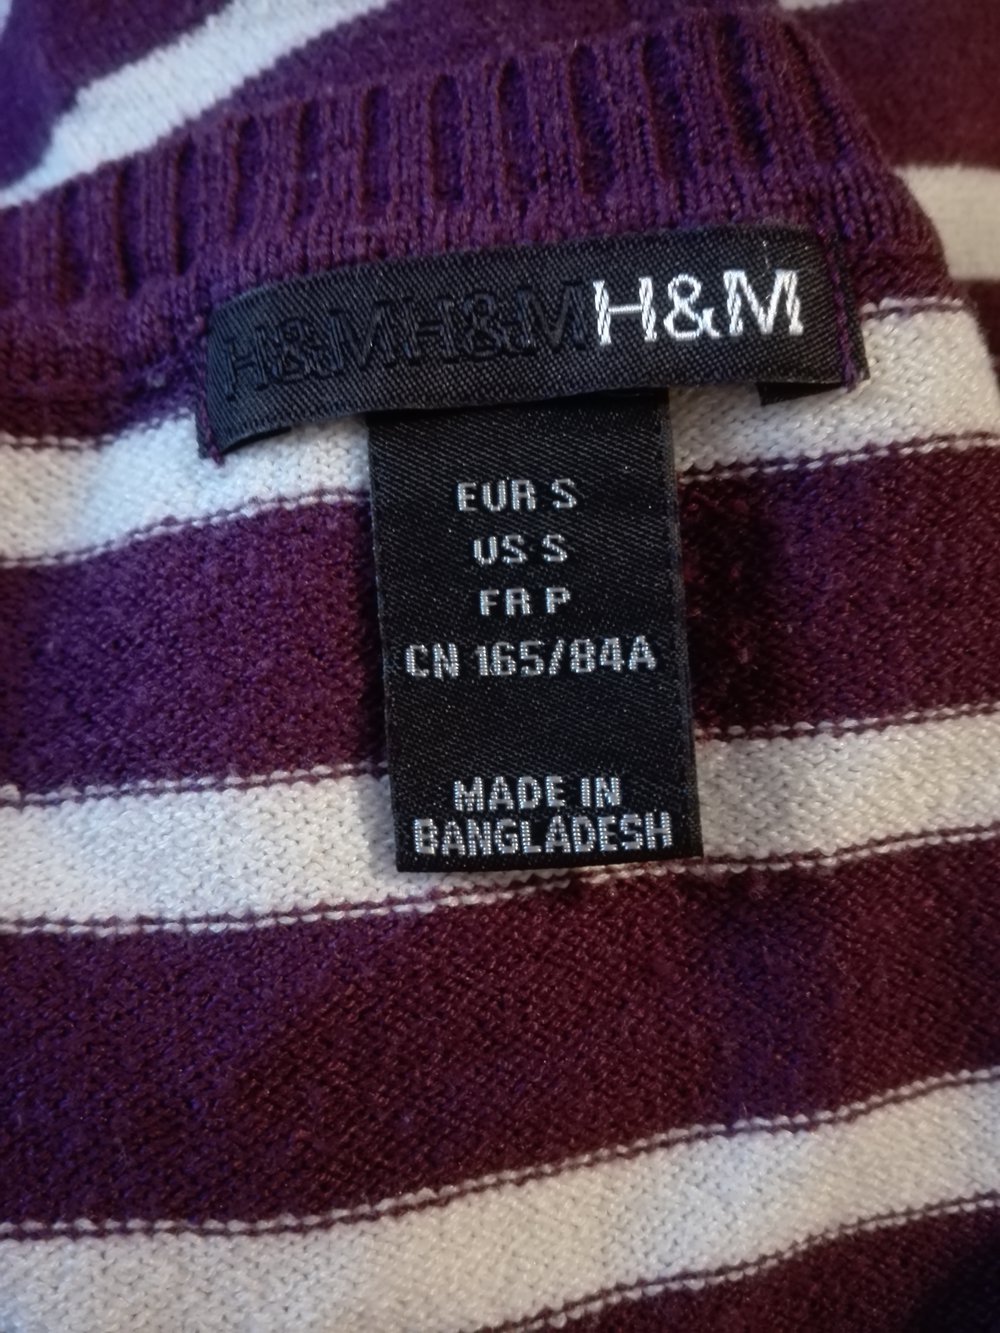 H&MH&MH&M
EUR S
US S
FR P
CN 165/84A
MADE IN
BANGLADESH